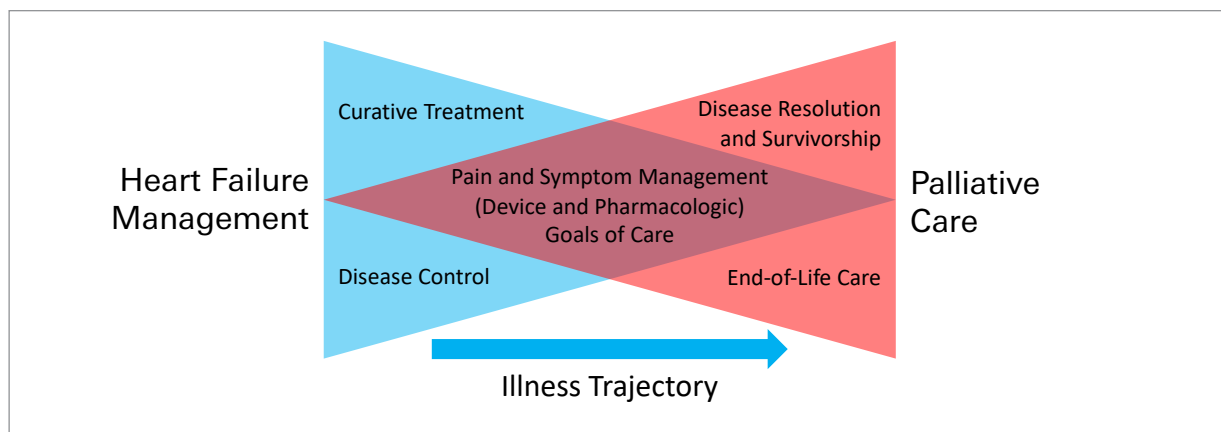 Curative Treatment
Disease Resolution
and Survivorship
Heart Failure
Management
Pain and Symptom Management
(Device and Pharmacologic)
Goals of Care
Palliative
Care
Disease Control
End-of-Life Care
Illness Trajectory